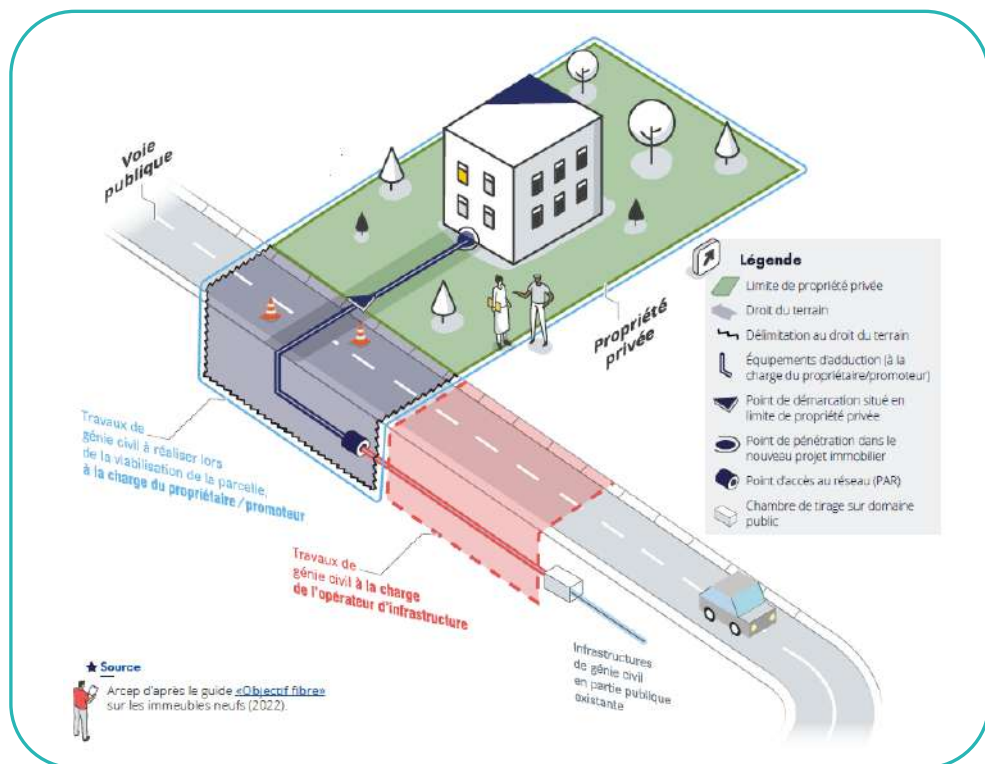 Voie
publique
Propriété
privée
Légende
Limite de propriété privée
Droit du terrain
Délimitation au droit du terrain
Équipements d'adduction (à la
charge du propriétaire/promoteur)
Point de démarcation situé en
limite de propriété privée
Point de pénétration dans le
nouveau projet immobilier
Point d'accès au réseau (PAR)
Chambre de tirage sur domaine
public
Travaux de
génie civil à réaliser lors
de la viabilisation de la parcelle,
à la charge du propriétaire / promoteur
Travaux de
génie civil à la charge
de l'opérateur d'infrastructure
Infrastructures
de génie civil
en partie publique
existante
Source
Arcep d'après le guide «Objectif fibre»
sur les immeubles neufs (2022).